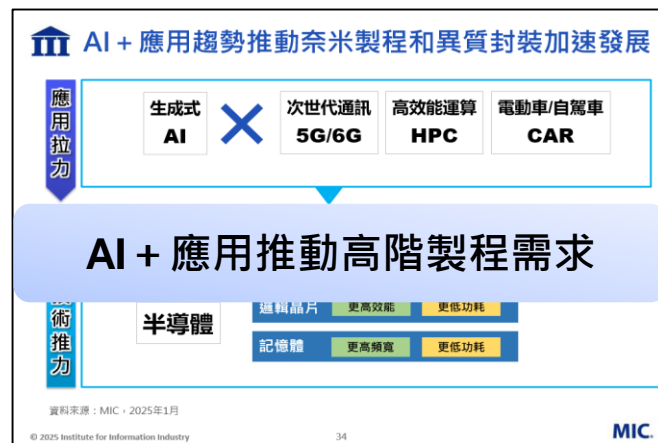 AI + 應用趨勢推動奈米製程和異質封裝加速發展
應用拉力
生成式 AI
次世代通訊 5G/6G
高效能運算 HPC
電動車/自駕車 CAR
AI + 應用推動高階製程需求
術推力
半導體
邏輯晶片 更高效能 更低功耗
記憶體 更高頻寬 更低功耗
資料來源：MIC，2025年1月
© 2025 Institute for Information Industry
34
MIC.